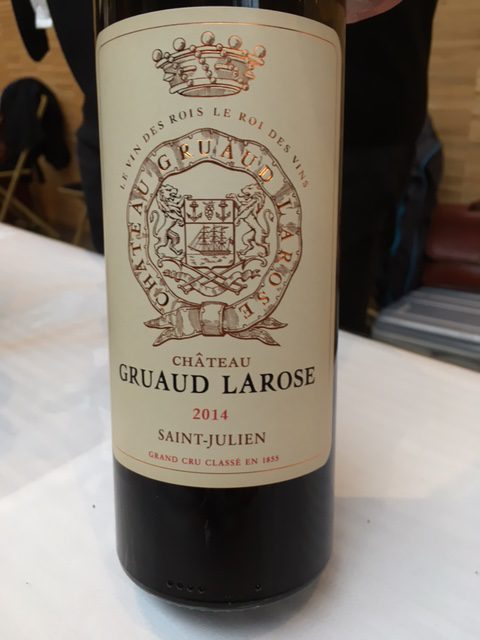 LE VIN DES ROIS LE ROI DES VINS
CHATEAU GRUAUD LAROSE
CHÂTEAU
GRUAUD LAROSE
2014
SAINT-JULIEN
GRAND CRU CLASSÉ EN 1855